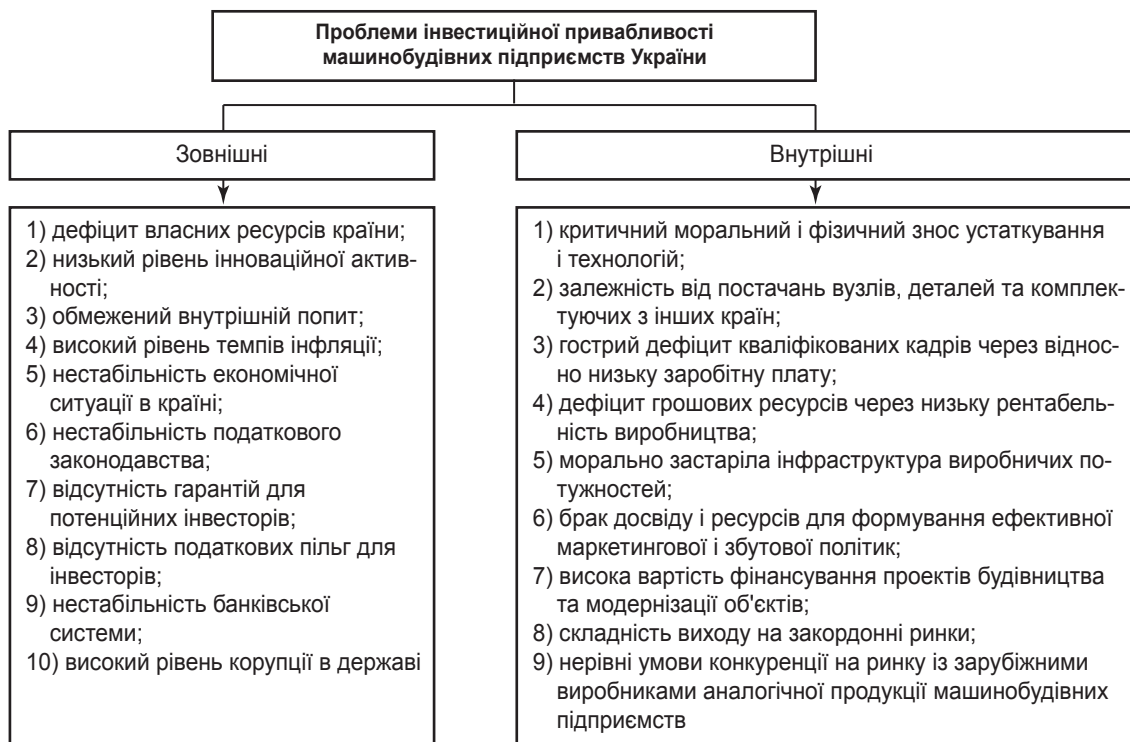 Проблеми інвестиційної привабливості
машинобудівних підприємств України
Зовнішні
1) дефіцит власних ресурсів країни;
2) низький рівень інноваційної актив-
ності;
3) обмежений внутрішній попит;
4) високий рівень темпів інфляції;
5) нестабільність економічної
ситуації в країні;
6) нестабільність податкового
законодавства;
7) відсутність гарантій для
потенційних інвесторів;
8) відсутність податкових пільг для
інвесторів;
9) нестабільність банківської
системи;
10) високий рівень корупції в державі
Внутрішні
1) критичний моральний і фізичний знос устаткування
і технологій;
2) залежність від постачань вузлів, деталей та комплек-
туючих з інших країн;
3) гострий дефіцит кваліфікованих кадрів через віднос-
но низьку заробітну плату;
4) дефіцит грошових ресурсів через низьку рентабель-
ність виробництва;
5) морально застаріла інфраструктура виробничих по-
тужностей;
6) брак досвіду і ресурсів для формування ефективної
маркетингової і збутової політик;
7) висока вартість фінансування проектів будівництва
та модернізації об'єктів;
8) складність виходу на закордонні ринки;
9) нерівні умови конкуренції на ринку із зарубіжними
виробниками аналогічної продукції машинобудівних
підприємств